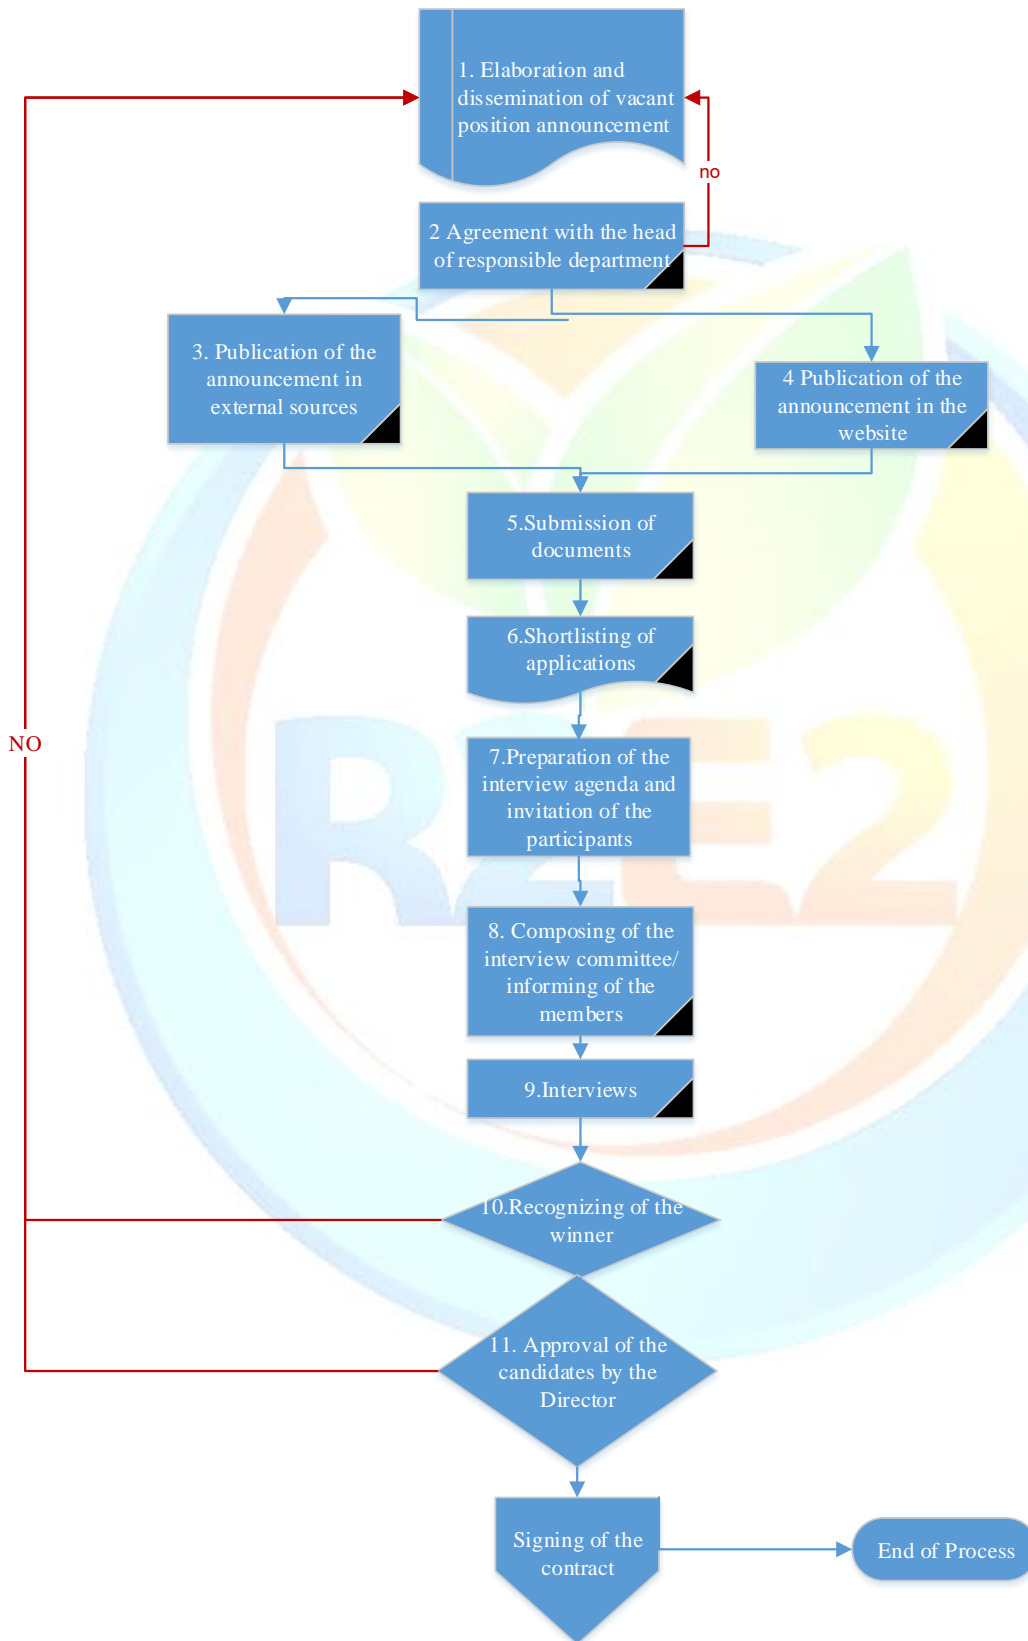 1. Elaboration and
dissemination of vacant
position announcement
no
2 Agreement with the head
of responsible department
3. Publication of the
announcement in
external sources
4 Publication of the
announcement in the
website
5.Submission of
documents
6.Shortlisting of
applications
NO
R2E2
7.Preparation of the
interview agenda and
invitation of the
participants
8. Composing of the
interview committee/
informing of the
members
9.Interviews
10.Recognizing of the
winner
11. Approval of the
candidates by the
Director
Signing of the
contract
End of Process